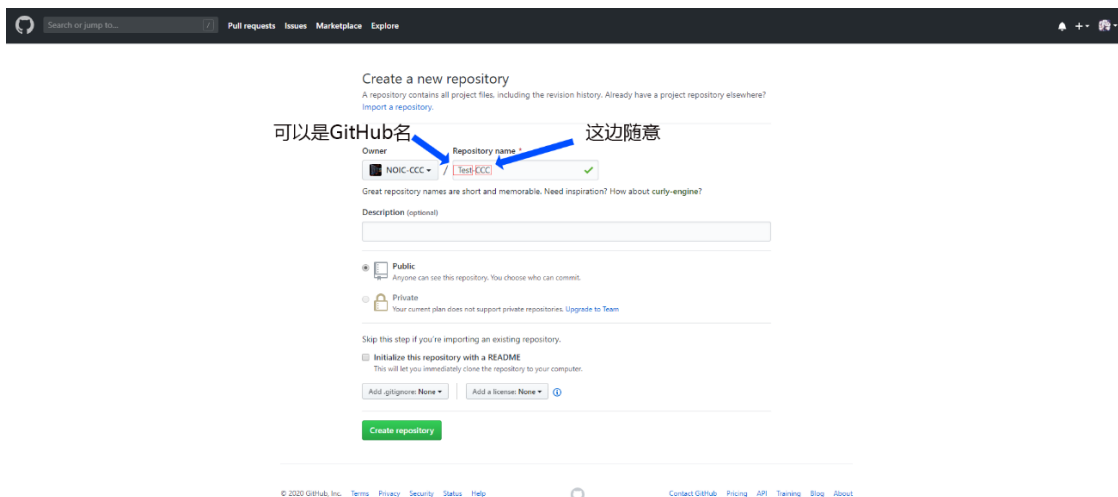 Search or jump to... /
Pull requests Issues Marketplace Explore
Create a new repository
A repository contains all project files, including the revision history. Already have a project repository elsewhere?
Import a repository.
可以是GitHub名
这边随意
Owner Repository name *
NOIC-CCC / Test-CCC
Great repository names are short and memorable. Need inspiration? How about curly-engine?
Description (optional)
Public
Anyone can see this repository. You choose who can commit.
Private
Your current plan does not support private repositories. Upgrade to Team
Skip this step if you're importing an existing repository.
Initialize this repository with a README
This will let you immediately clone the repository to your computer.
Add .gitignore: None Add a license: None
Create repository
© 2020 GitHub, Inc. Terms Privacy Security Status Help Contact GitHub Pricing API Training Blog About